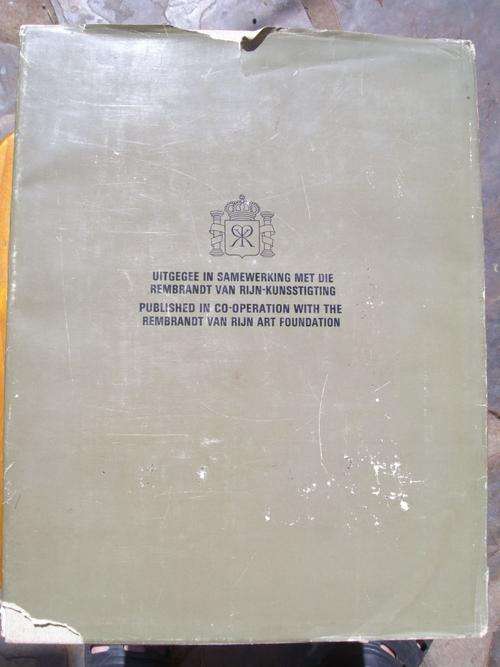 UITGEGEE IN SAMEWERKING MET DIE
REMBRANDT VAN RIJN-KUNSSTIGTING
PUBLISHED IN CO-OPERATION WITH THE
REMBRANDT VAN RIJN ART FOUNDATION